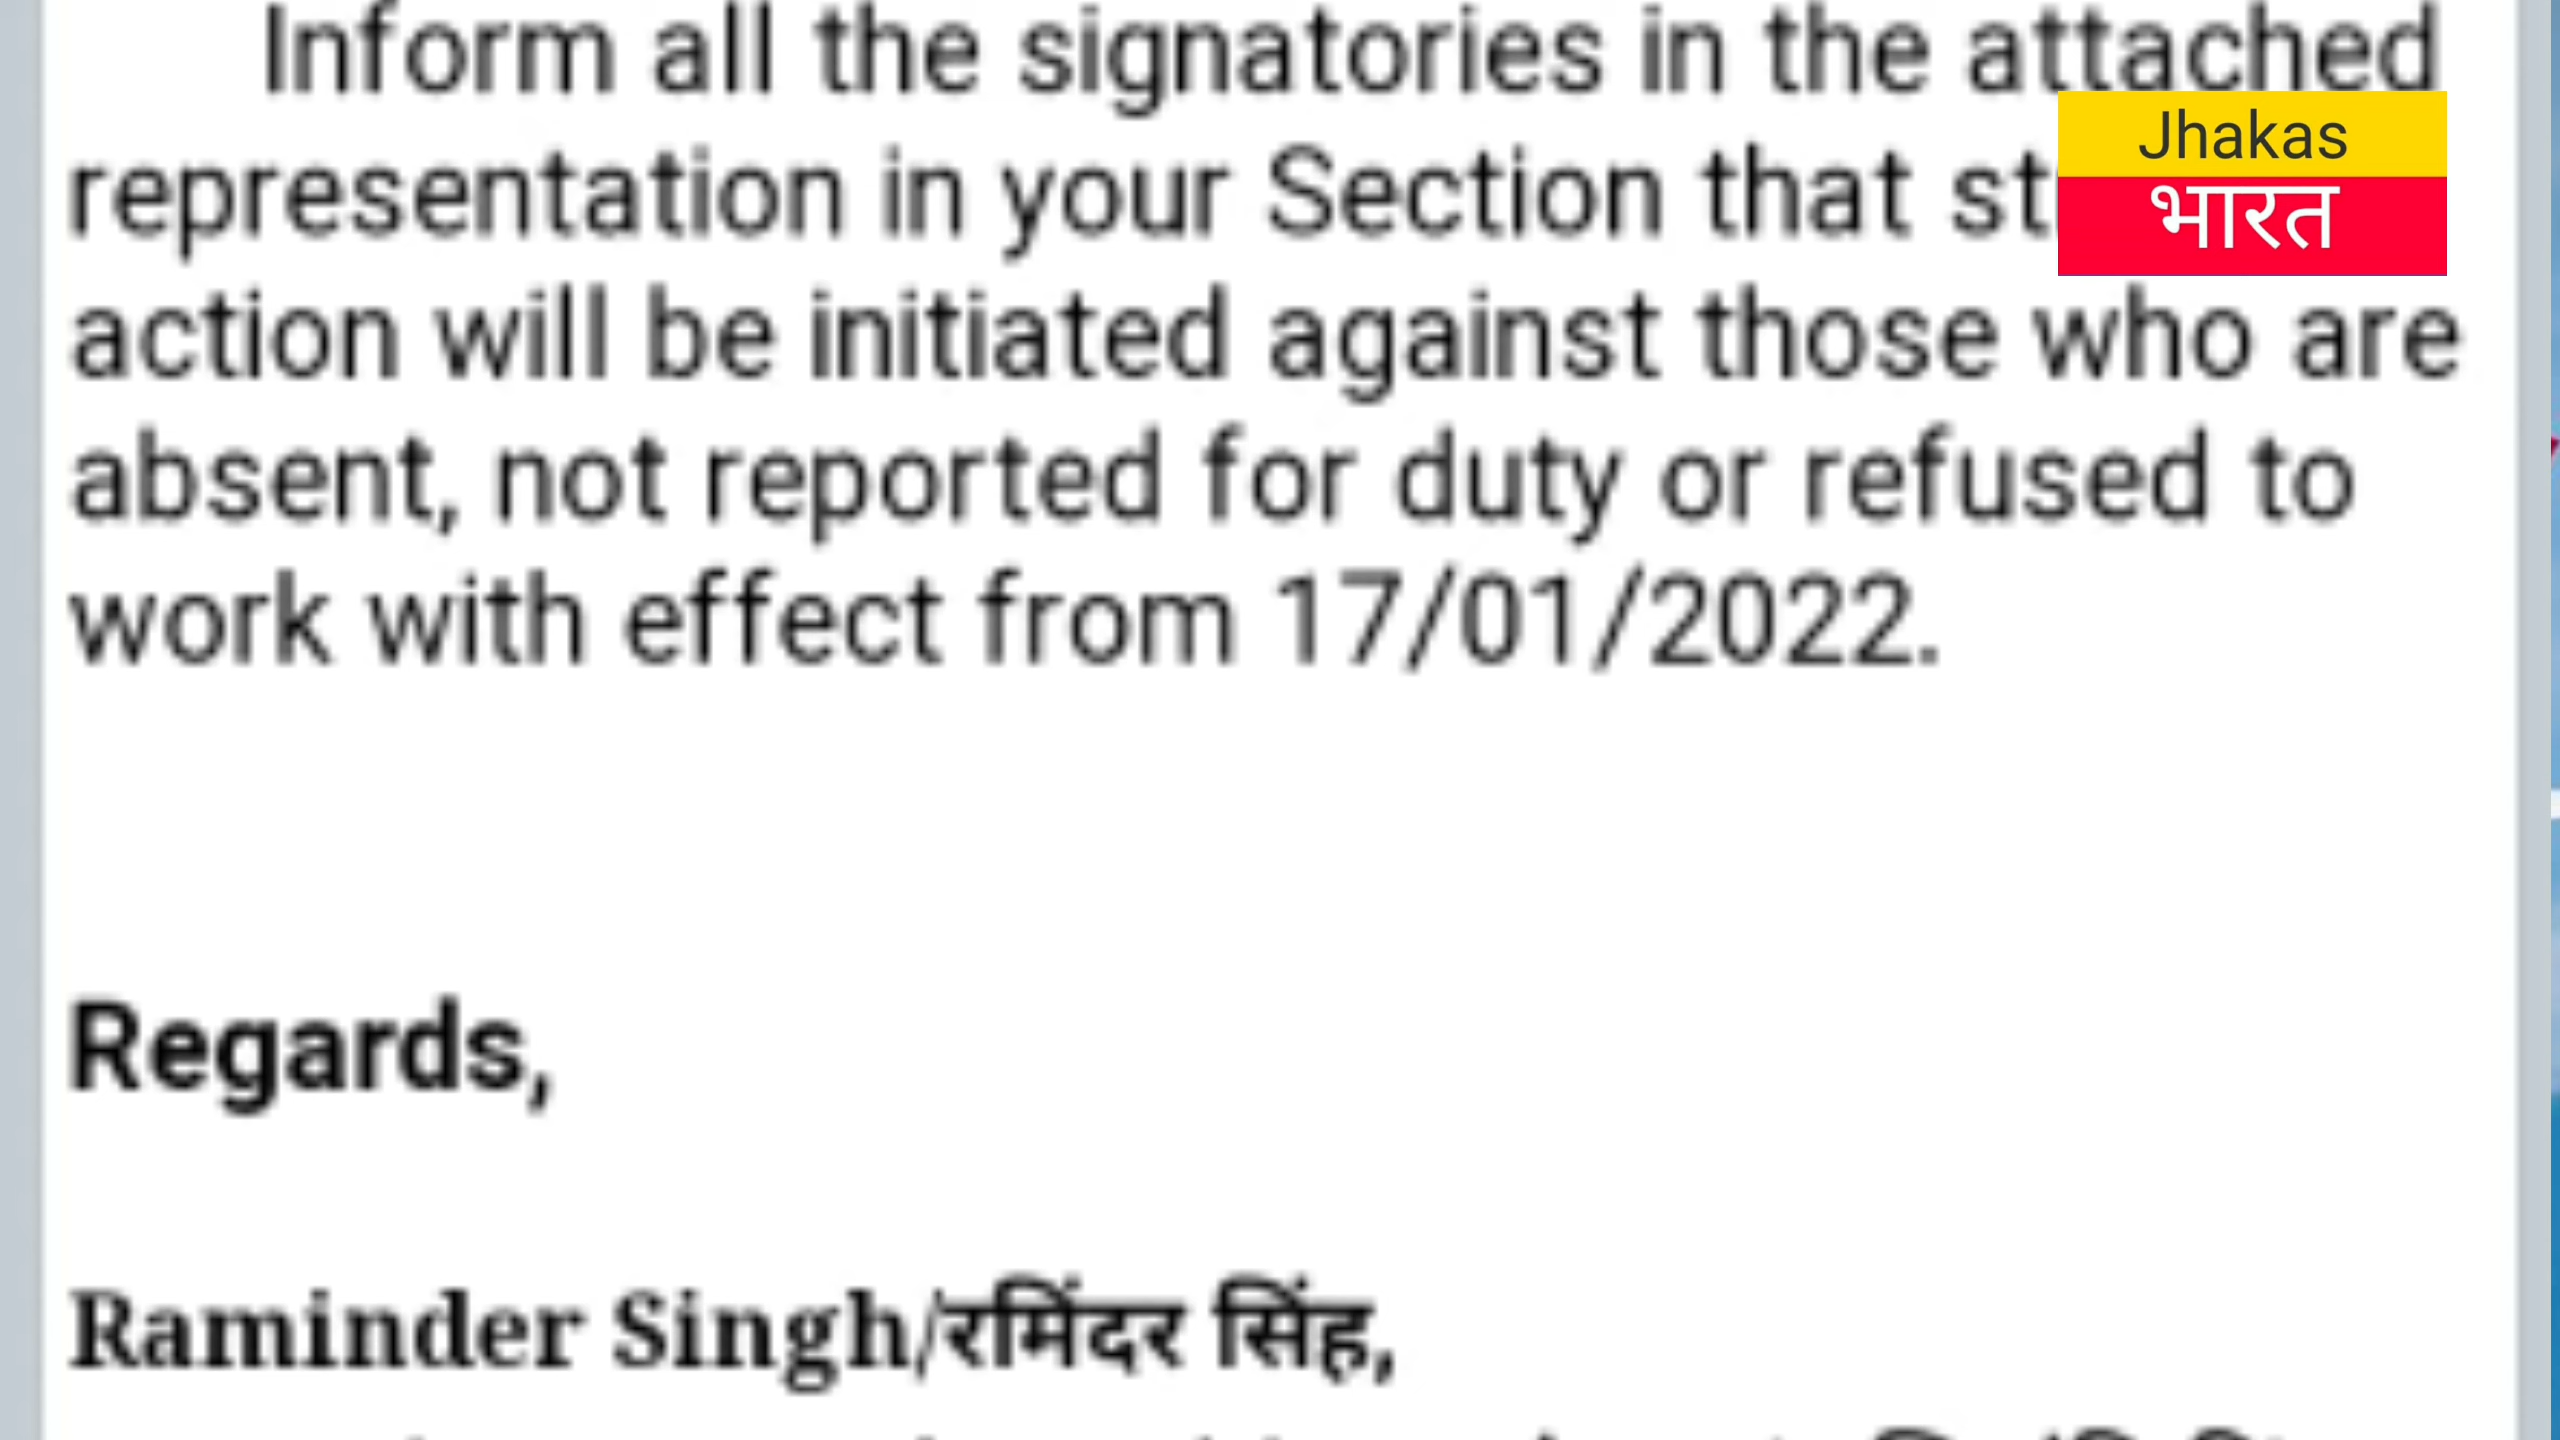 Inform all the signatories in the attached
Jhakas
representation in your Section that
भारत
action will be initiated against those who are
absent, not reported for duty or refused to
work with effect from 17/01/2022.
Regards,
Raminder Singh/रमिंदर सिंह,